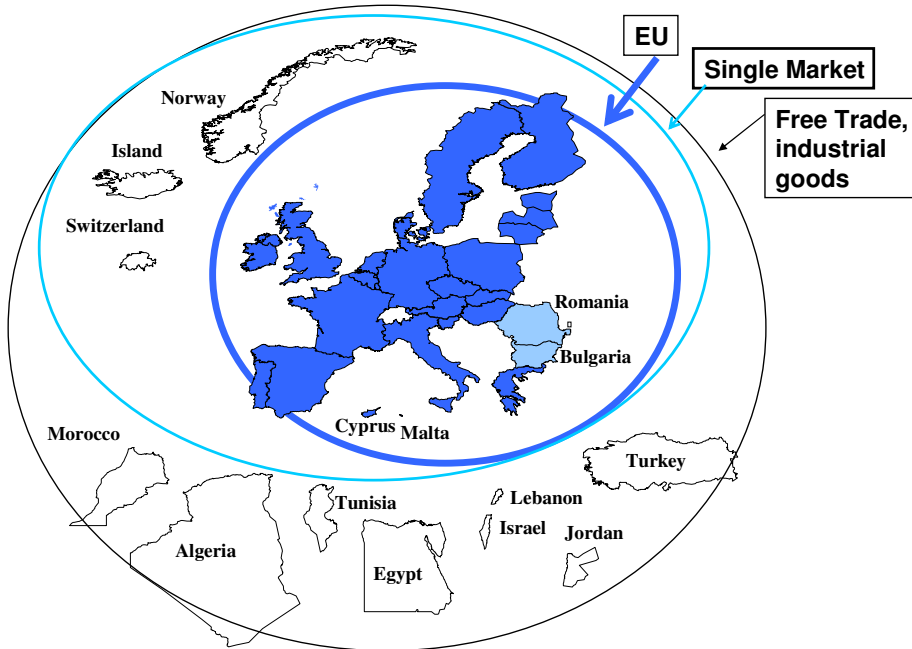 EU
Single Market
Free Trade,
industrial
goods
Norway
Island
Switzerland
Romania
Bulgaria
Cyprus
Malta
Morocco
Turkey
Tunisia
Lebanon
Israel
Jordan
Algeria
Egypt